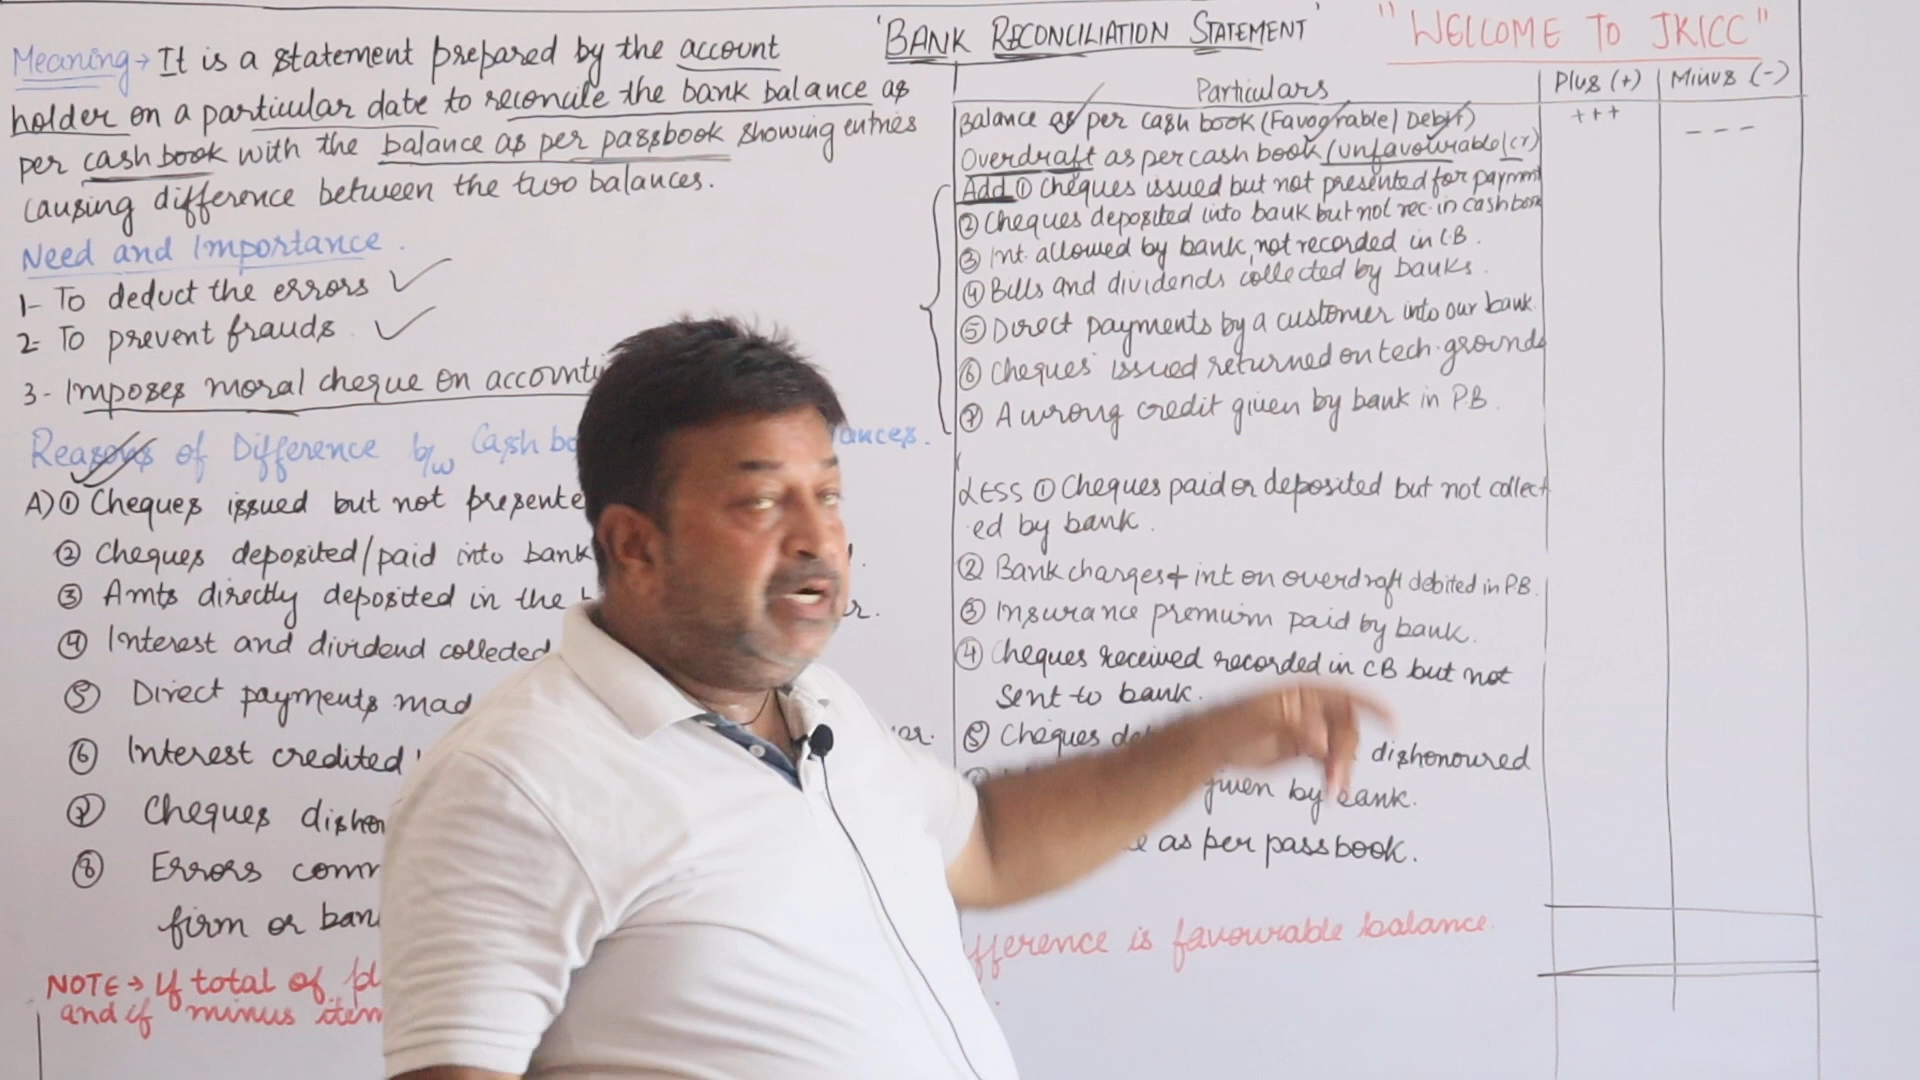 'BANK RECONCILIATION STATEMENT'
"WELCOME TO JKICC"
Meaning → It is a statement prepared by the account
holder on a particular date to reconcile the bank balance as
per cash book with the balance as per passbook showing entries
causing difference between the two balances.
Need and Importance.
1- To deduct the errors
2- To prevent frauds.
3- Imposes moral cheque on
Reasons of Difference b/w Cash
A) ① Cheques issued but not
② Cheques deposited/paid into bank
③ Amts directly deposited in the
④ Interest and dividend collected
⑤ Direct payments
⑥ Interest credited
⑦ Cheques
⑧ Errors
firm or
NOTE → If total of
and if minus
Particulars Plus (+) Minus (-)
Balance as per cash book (Favourable/Debit) +++
Overdraft as per cash book (unfavourable/cr) ---
Add ① Cheques issued but not presented for payment
② Cheques deposited into bank but not rec. in cash book
③ Int. allowed by bank, not recorded in CB.
④ Bills and dividends collected by banks.
⑤ Direct payments by a customer into our bank.
⑥ Cheques issued returned on tech. grounds
⑦ A wrong credit given by bank in P.B.
LESS ① Cheques paid or deposited but not collect
ed by bank.
② Bank charges + int on overdraft debited in PB.
③ Insurance premium paid by bank.
④ Cheques received recorded in CB but not
sent to bank.
⑤ Cheques dishonoured
given by bank.
as per passbook.
is favourable balance.